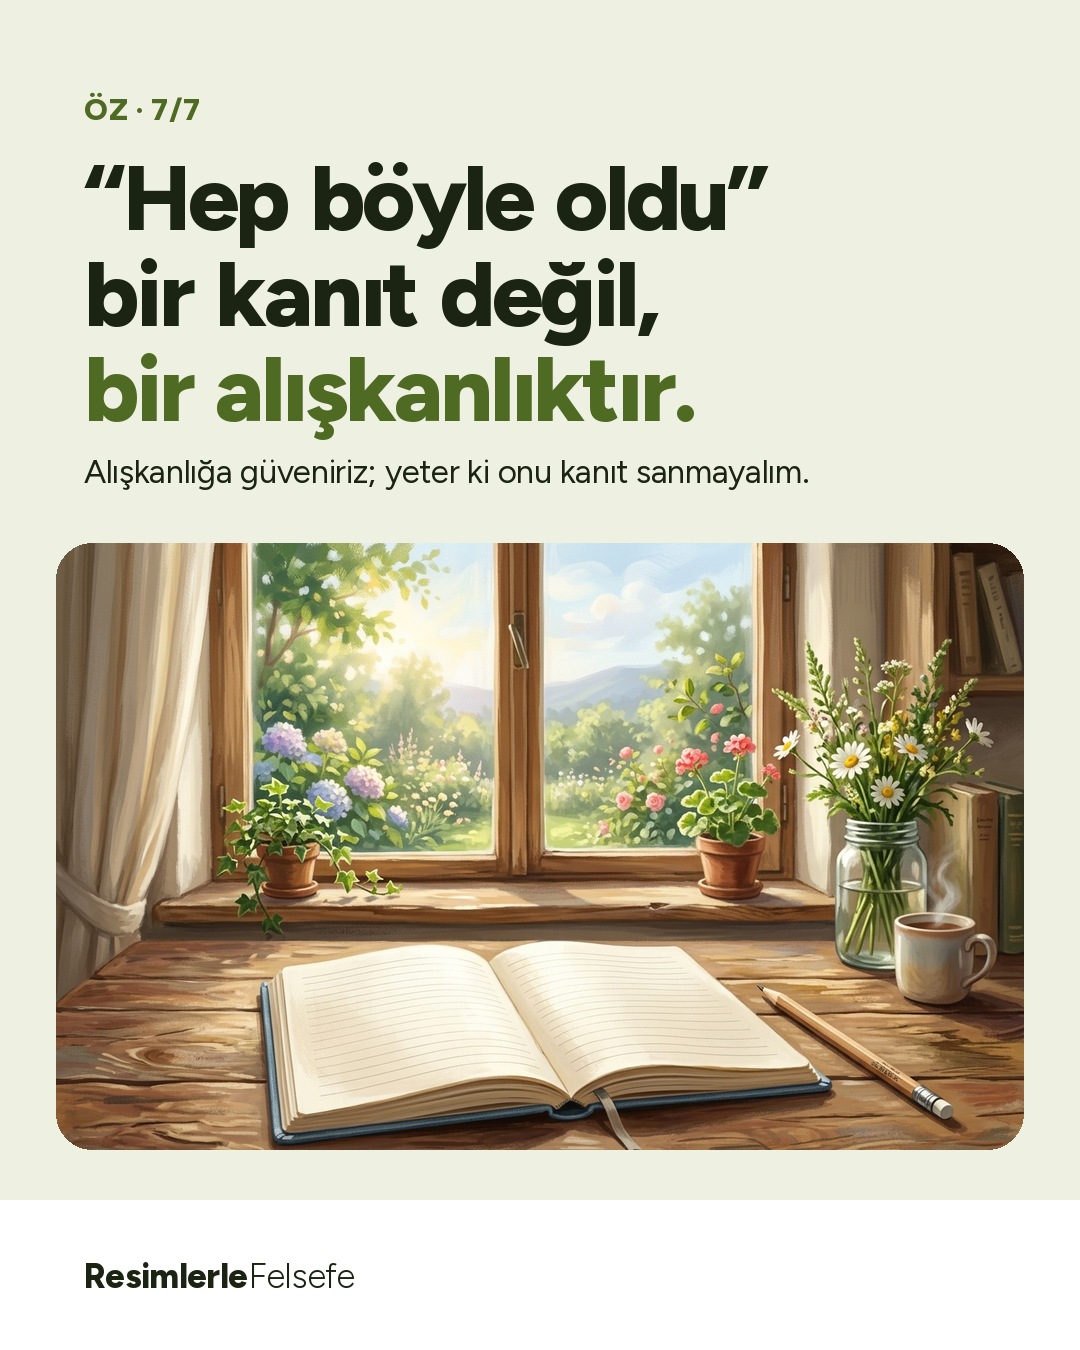 ÖZ · 7/7
“Hep böyle oldu”
bir kanıt değil,
bir alışkanlıktır.
Alışkanlığa güveniriz; yeter ki onu kanıt sanmayalım.
ResimlerleFelsefe